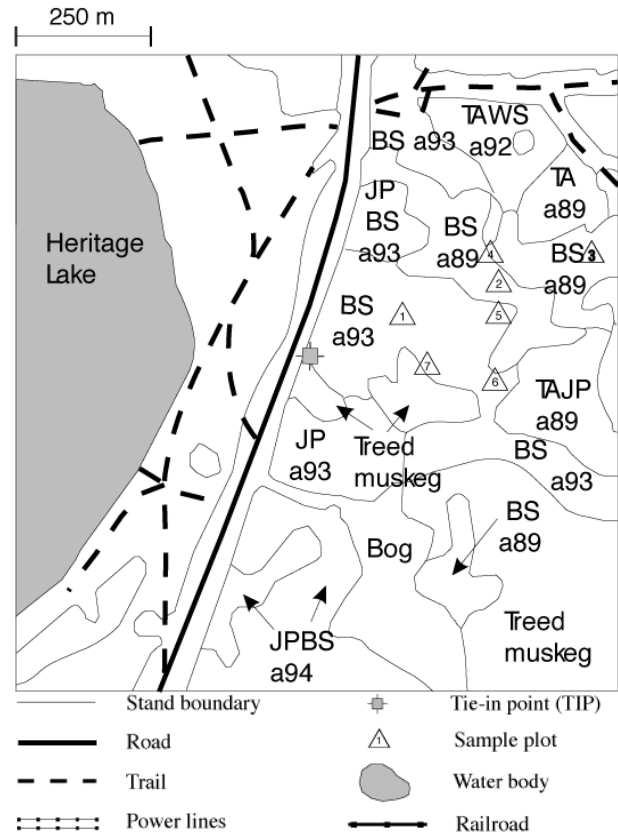 250 m
TAWS
a92
BS a93
TA
a89
JP
BS
a93
BS
a89
4
BS
a89
3
2
Heritage
Lake
BS
a93
1
5
7
6
TAJP
a89
JP
a93
Treed
muskeg
BS
a93
BS
a89
Bog
Treed
muskeg
JPBS
a94
Stand boundary
Tie-in point (TIP)
Road
1
Sample plot
Trail
Water body
Power lines
Railroad